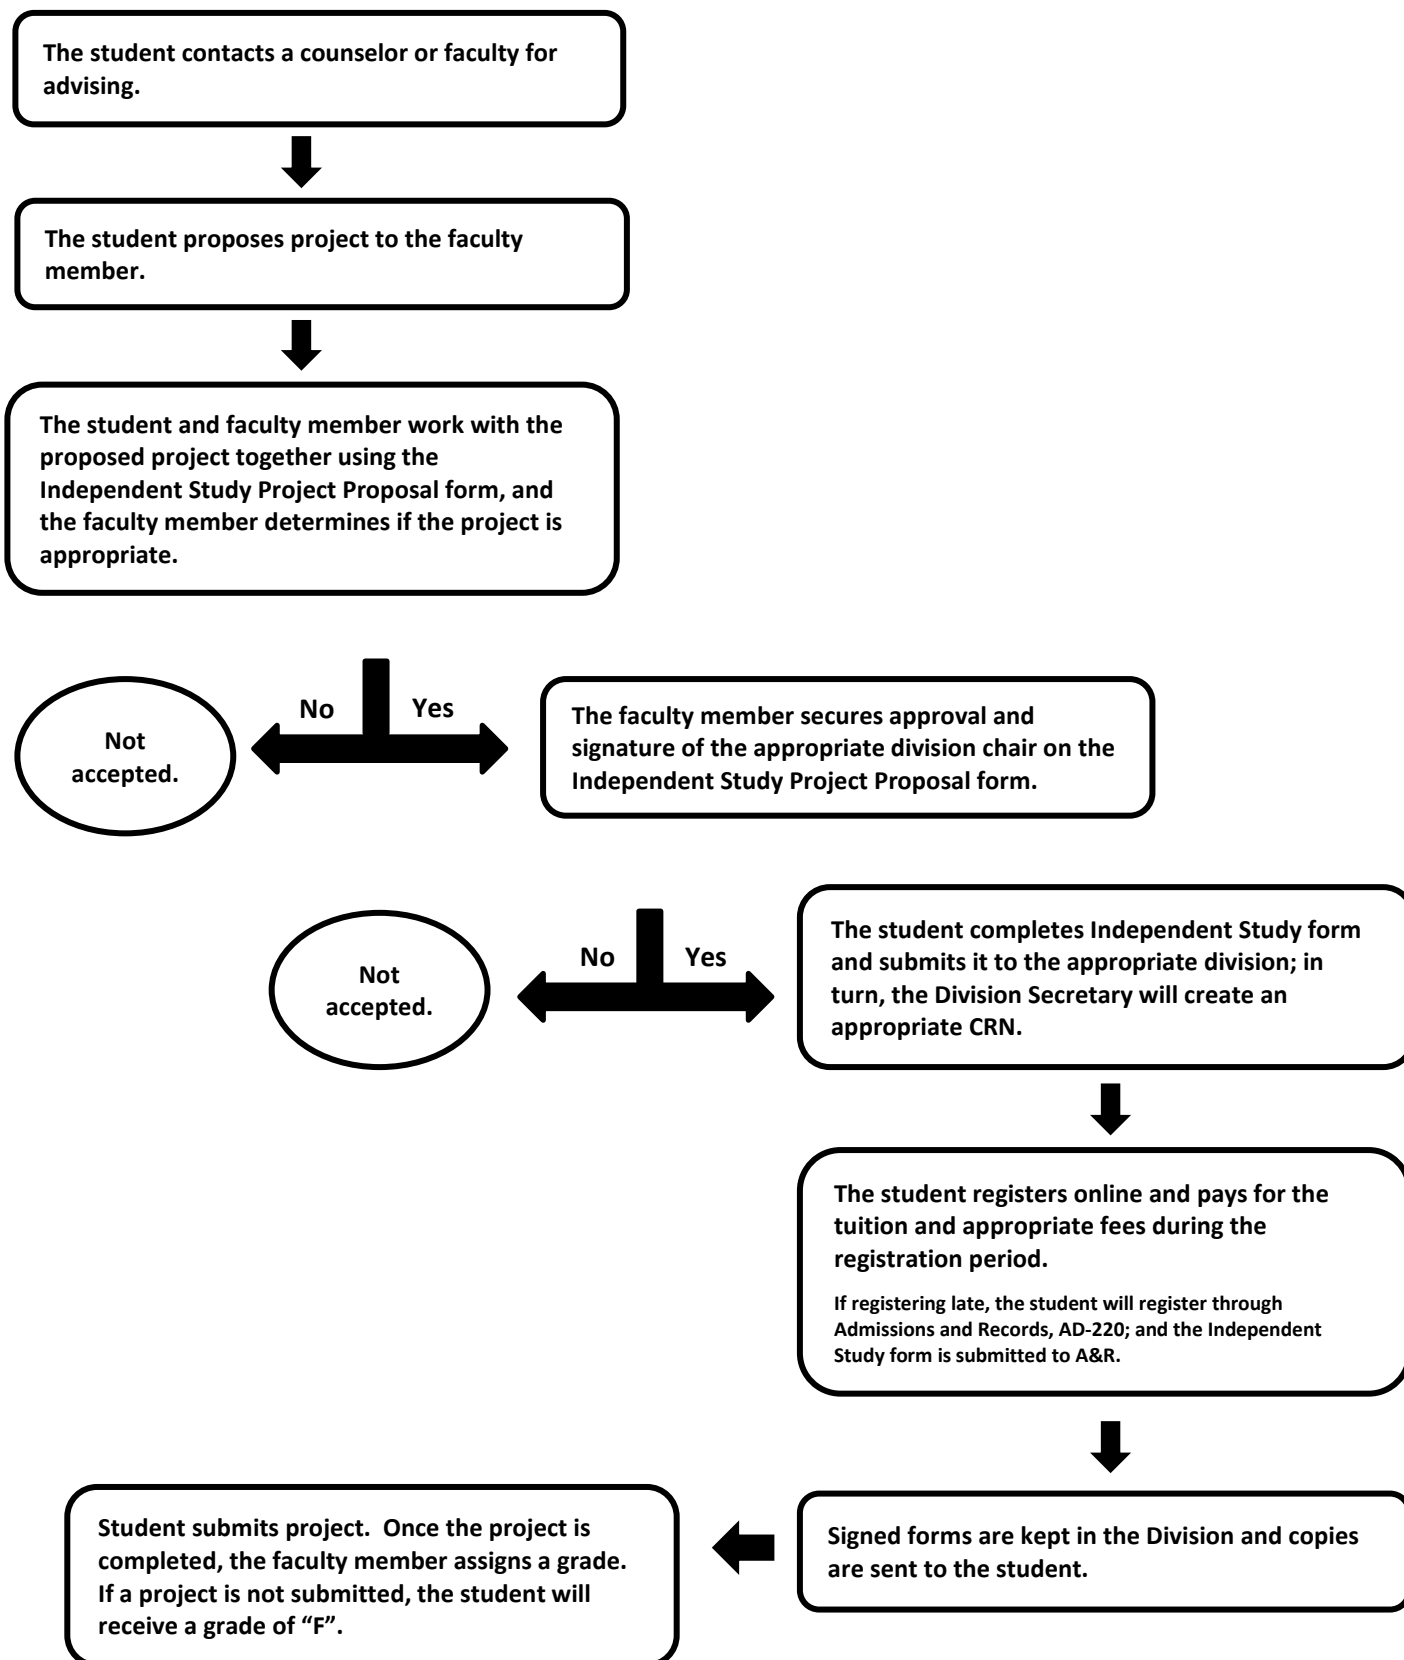 The student contacts a counselor or faculty for
advising.
The student proposes project to the faculty
member.
The student and faculty member work with the
proposed project together using the
Independent Study Project Proposal form, and
the faculty member determines if the project is
appropriate.
No
Yes
Not
accepted.
The faculty member secures approval and
signature of the appropriate division chair on the
Independent Study Project Proposal form.
No
Yes
Not
accepted.
The student completes Independent Study form
and submits it to the appropriate division; in
turn, the Division Secretary will create an
appropriate CRN.
The student registers online and pays for the
tuition and appropriate fees during the
registration period.
If registering late, the student will register through
Admissions and Records, AD-220; and the Independent
Study form is submitted to A&R.
Signed forms are kept in the Division and copies
are sent to the student.
Student submits project.  Once the project is
completed, the faculty member assigns a grade.
If a project is not submitted, the student will
receive a grade of “F”.